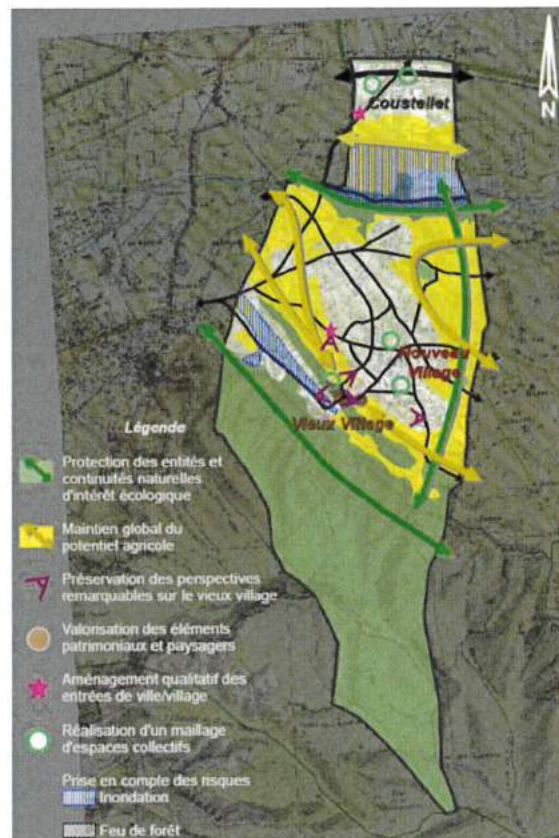 N
Coustellet
Nouveau
Village
Vieux Village
Légende
Protection des entités et
continuités naturelles
d'intérêt écologique
Maintien global du
potentiel agricole
Préservation des perspectives
remarquables sur le vieux village
Valorisation des éléments
patrimoniaux et paysagers
Aménagement qualitatif des
entrées de ville/village
Réalisation d'un maillage
d'espaces collectifs
Prise en compte des risques
Inondation
Feu de forêt